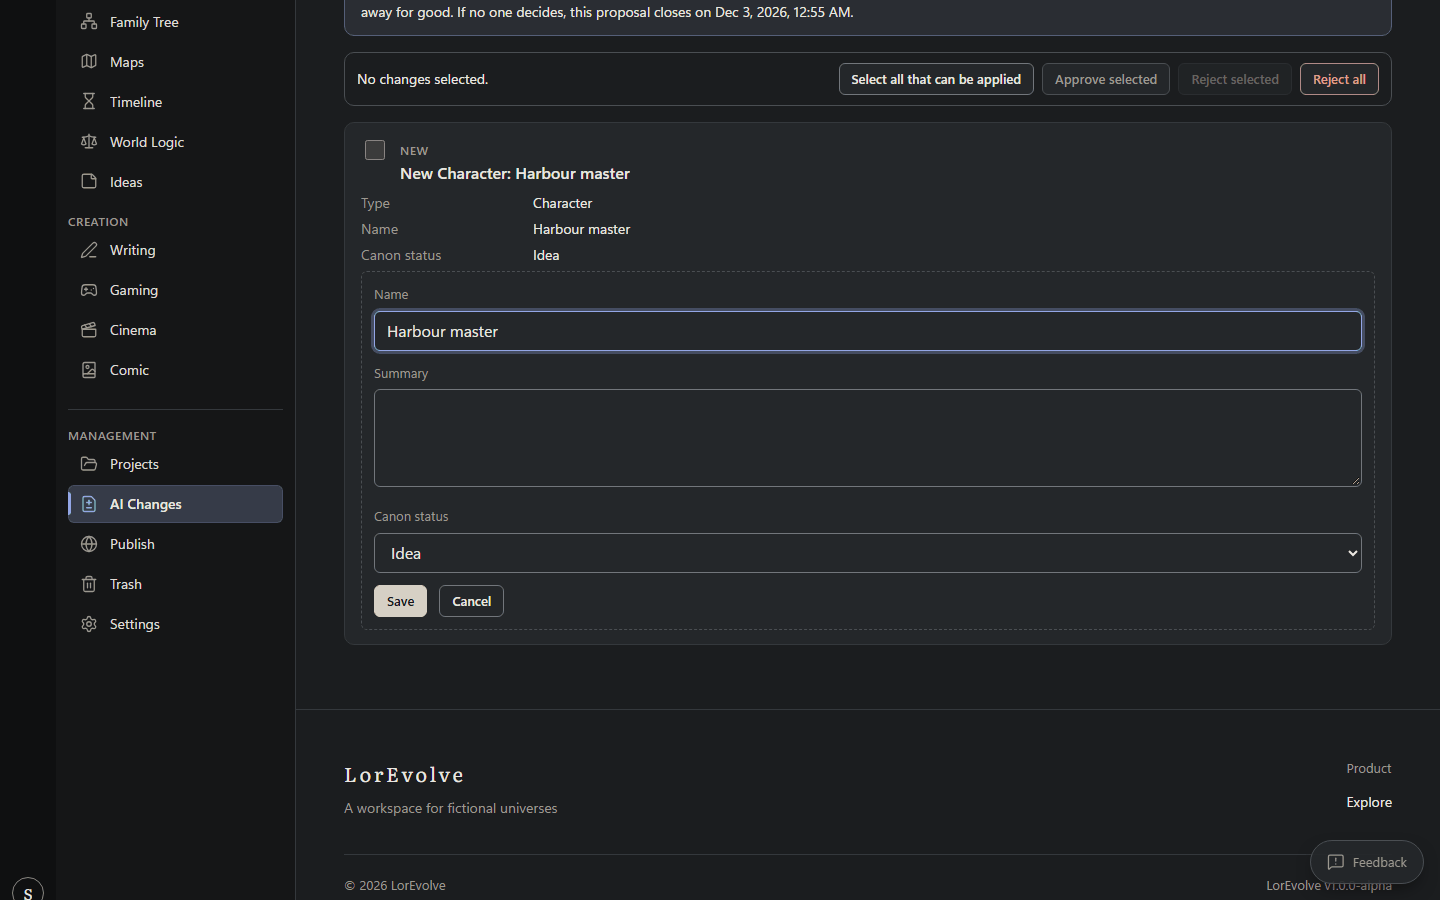 Family Tree
Maps
Timeline
World Logic
Ideas
CREATION
Writing
Gaming
Cinema
Comic
MANAGEMENT
Projects
AI Changes
Publish
Trash
Settings
S
away for good. If no one decides, this proposal closes on Dec 3, 2026, 12:55 AM.
No changes selected.
Select all that can be applied
Approve selected
Reject selected
Reject all
NEW
New Character: Harbour master
Type Character
Name Harbour master
Canon status Idea
Name
Harbour master
Summary
Canon status
Idea
Save
Cancel
LorEvolve
A workspace for fictional universes
Product
Explore
Feedback
© 2026 LorEvolve
LorEvolve v1.0.0-alpha